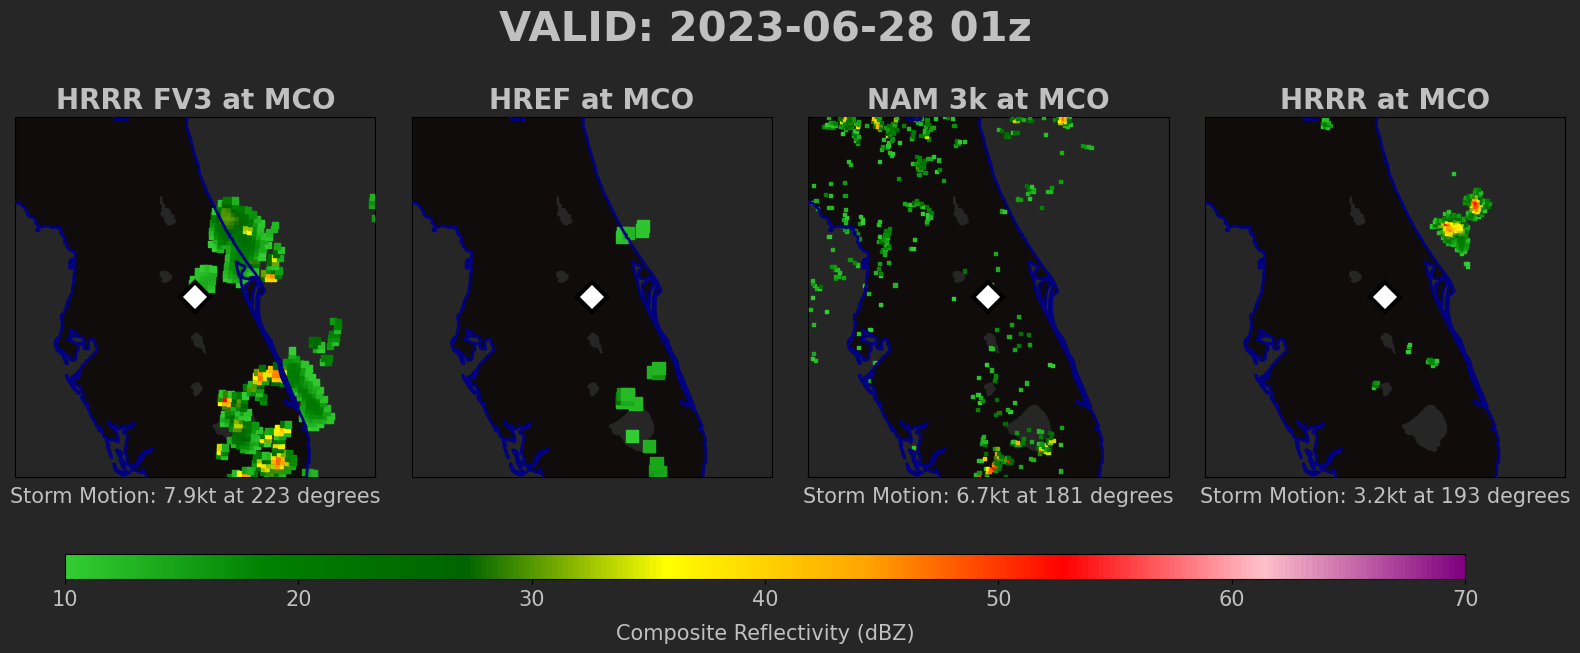 VALID: 2023-06-28 01z
HRRR FV3 at MCO
HREF at MCO
NAM 3k at MCO
HRRR at MCO
Storm Motion: 7.9kt at 223 degrees
Storm Motion: 6.7kt at 181 degrees
Storm Motion: 3.2kt at 193 degrees
10 20 30 40 50 60 70
Composite Reflectivity (dBZ)